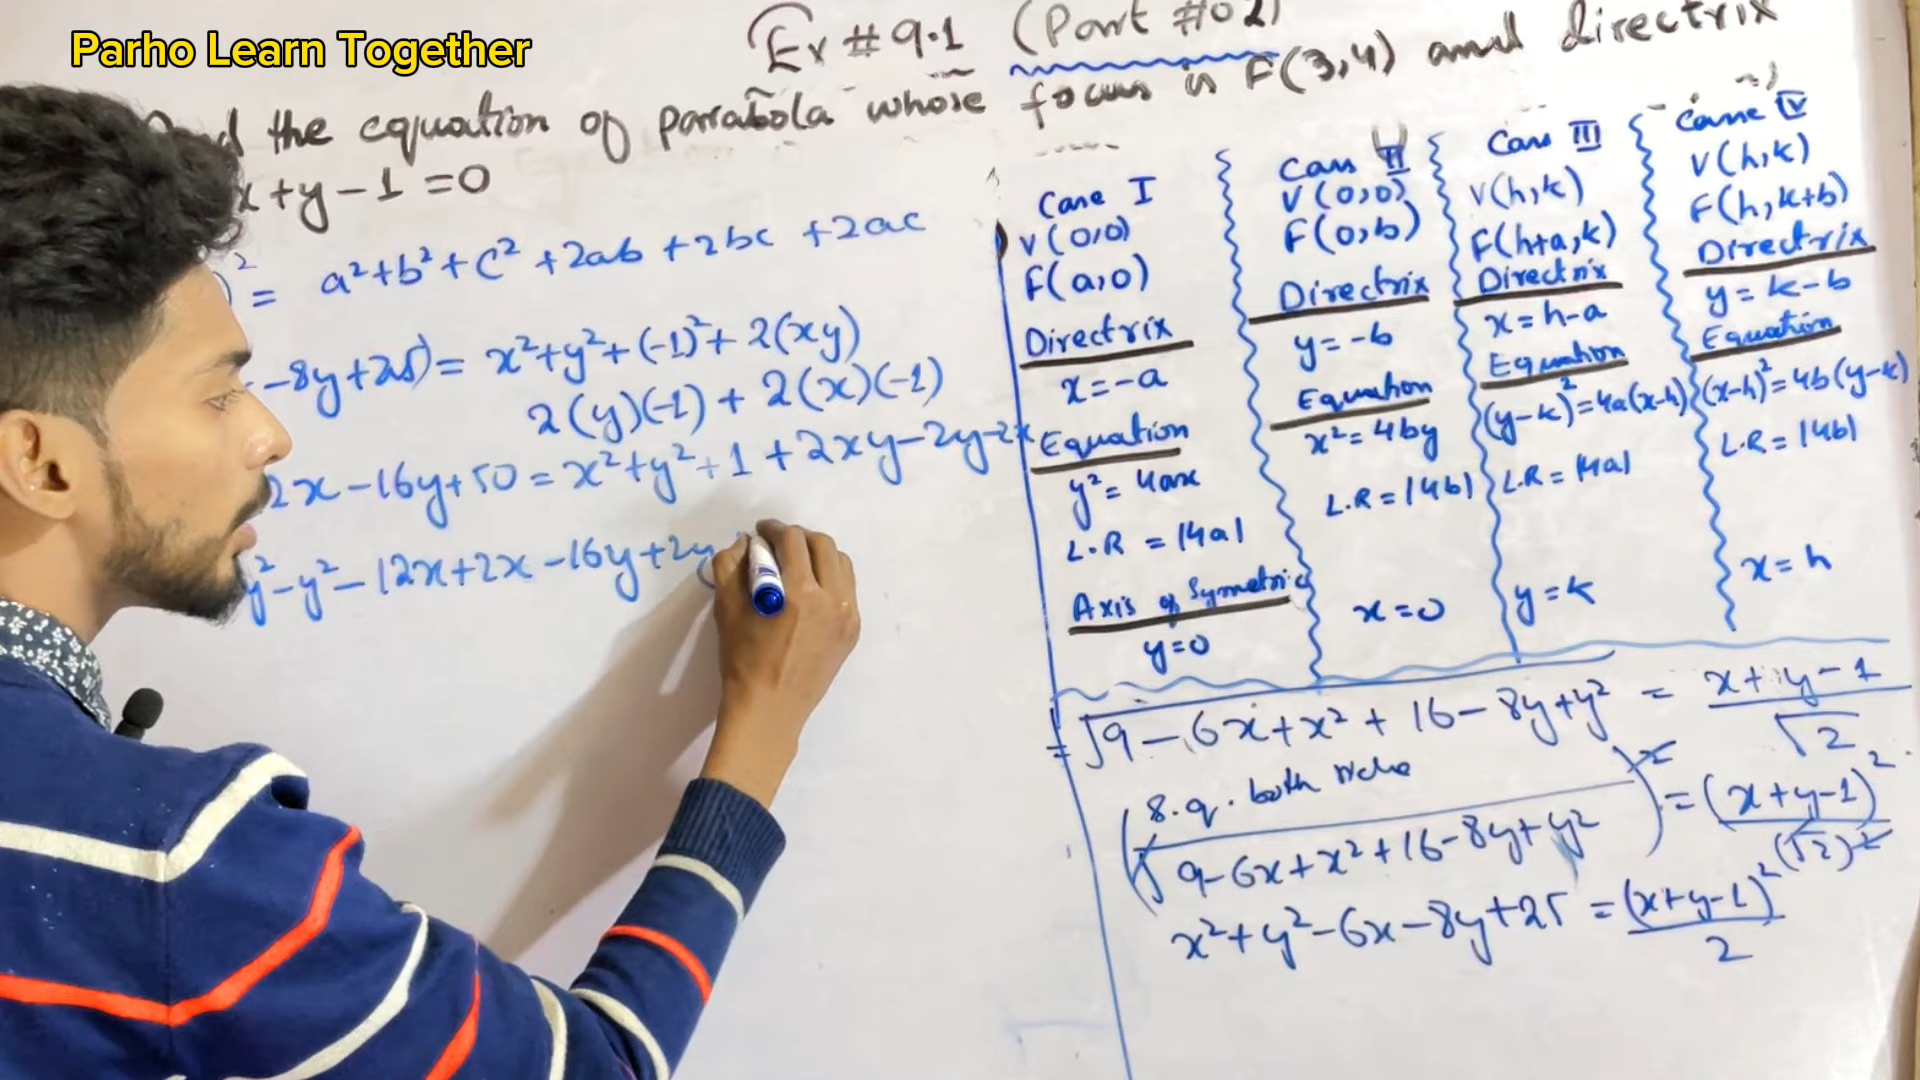 Parho Learn Together
Ex # 9.1 (Part #02)
the equation of parabola whose focus is F(3,4) and directrix
x+y-1=0
² = a²+b²+c²+2ab+2bc+2ac
-8y+25) = x²+y²+(-1)²+2(xy)
2(y)(-1)+2(x)(-1)
2x-16y+50 = x²+y²+1+2xy-2y-2x
y²-y²-12x+2x-16y+2y
Case I
V(0,0)
F(a,0)
Directrix
x=-a
Equation
y²=4ax
L.R = |4a|
Axis of Symmetric
y=0
Case II
V(0,0)
F(0,b)
Directrix
y=-b
Equation
x²=4by
L.R = |4b|
x=0
Case III
V(h,k)
F(h+a,k)
Directrix
x=h-a
Equation
(y-k)²=4a(x-h)
L.R = |4a|
y=k
Case IV
V(h,k)
F(h,k+b)
Directrix
y=k-b
Equation
(x-h)²=4b(y-k)
L.R = |4b|
x=h
= √9-6x+x²+16-8y+y² = x+y-1/√2
S.q. both side
(√9-6x+x²+16-8y+y²)² = (x+y-1)²/(√2)²
x²+y²-6x-8y+25 = (x+y-1)²/2